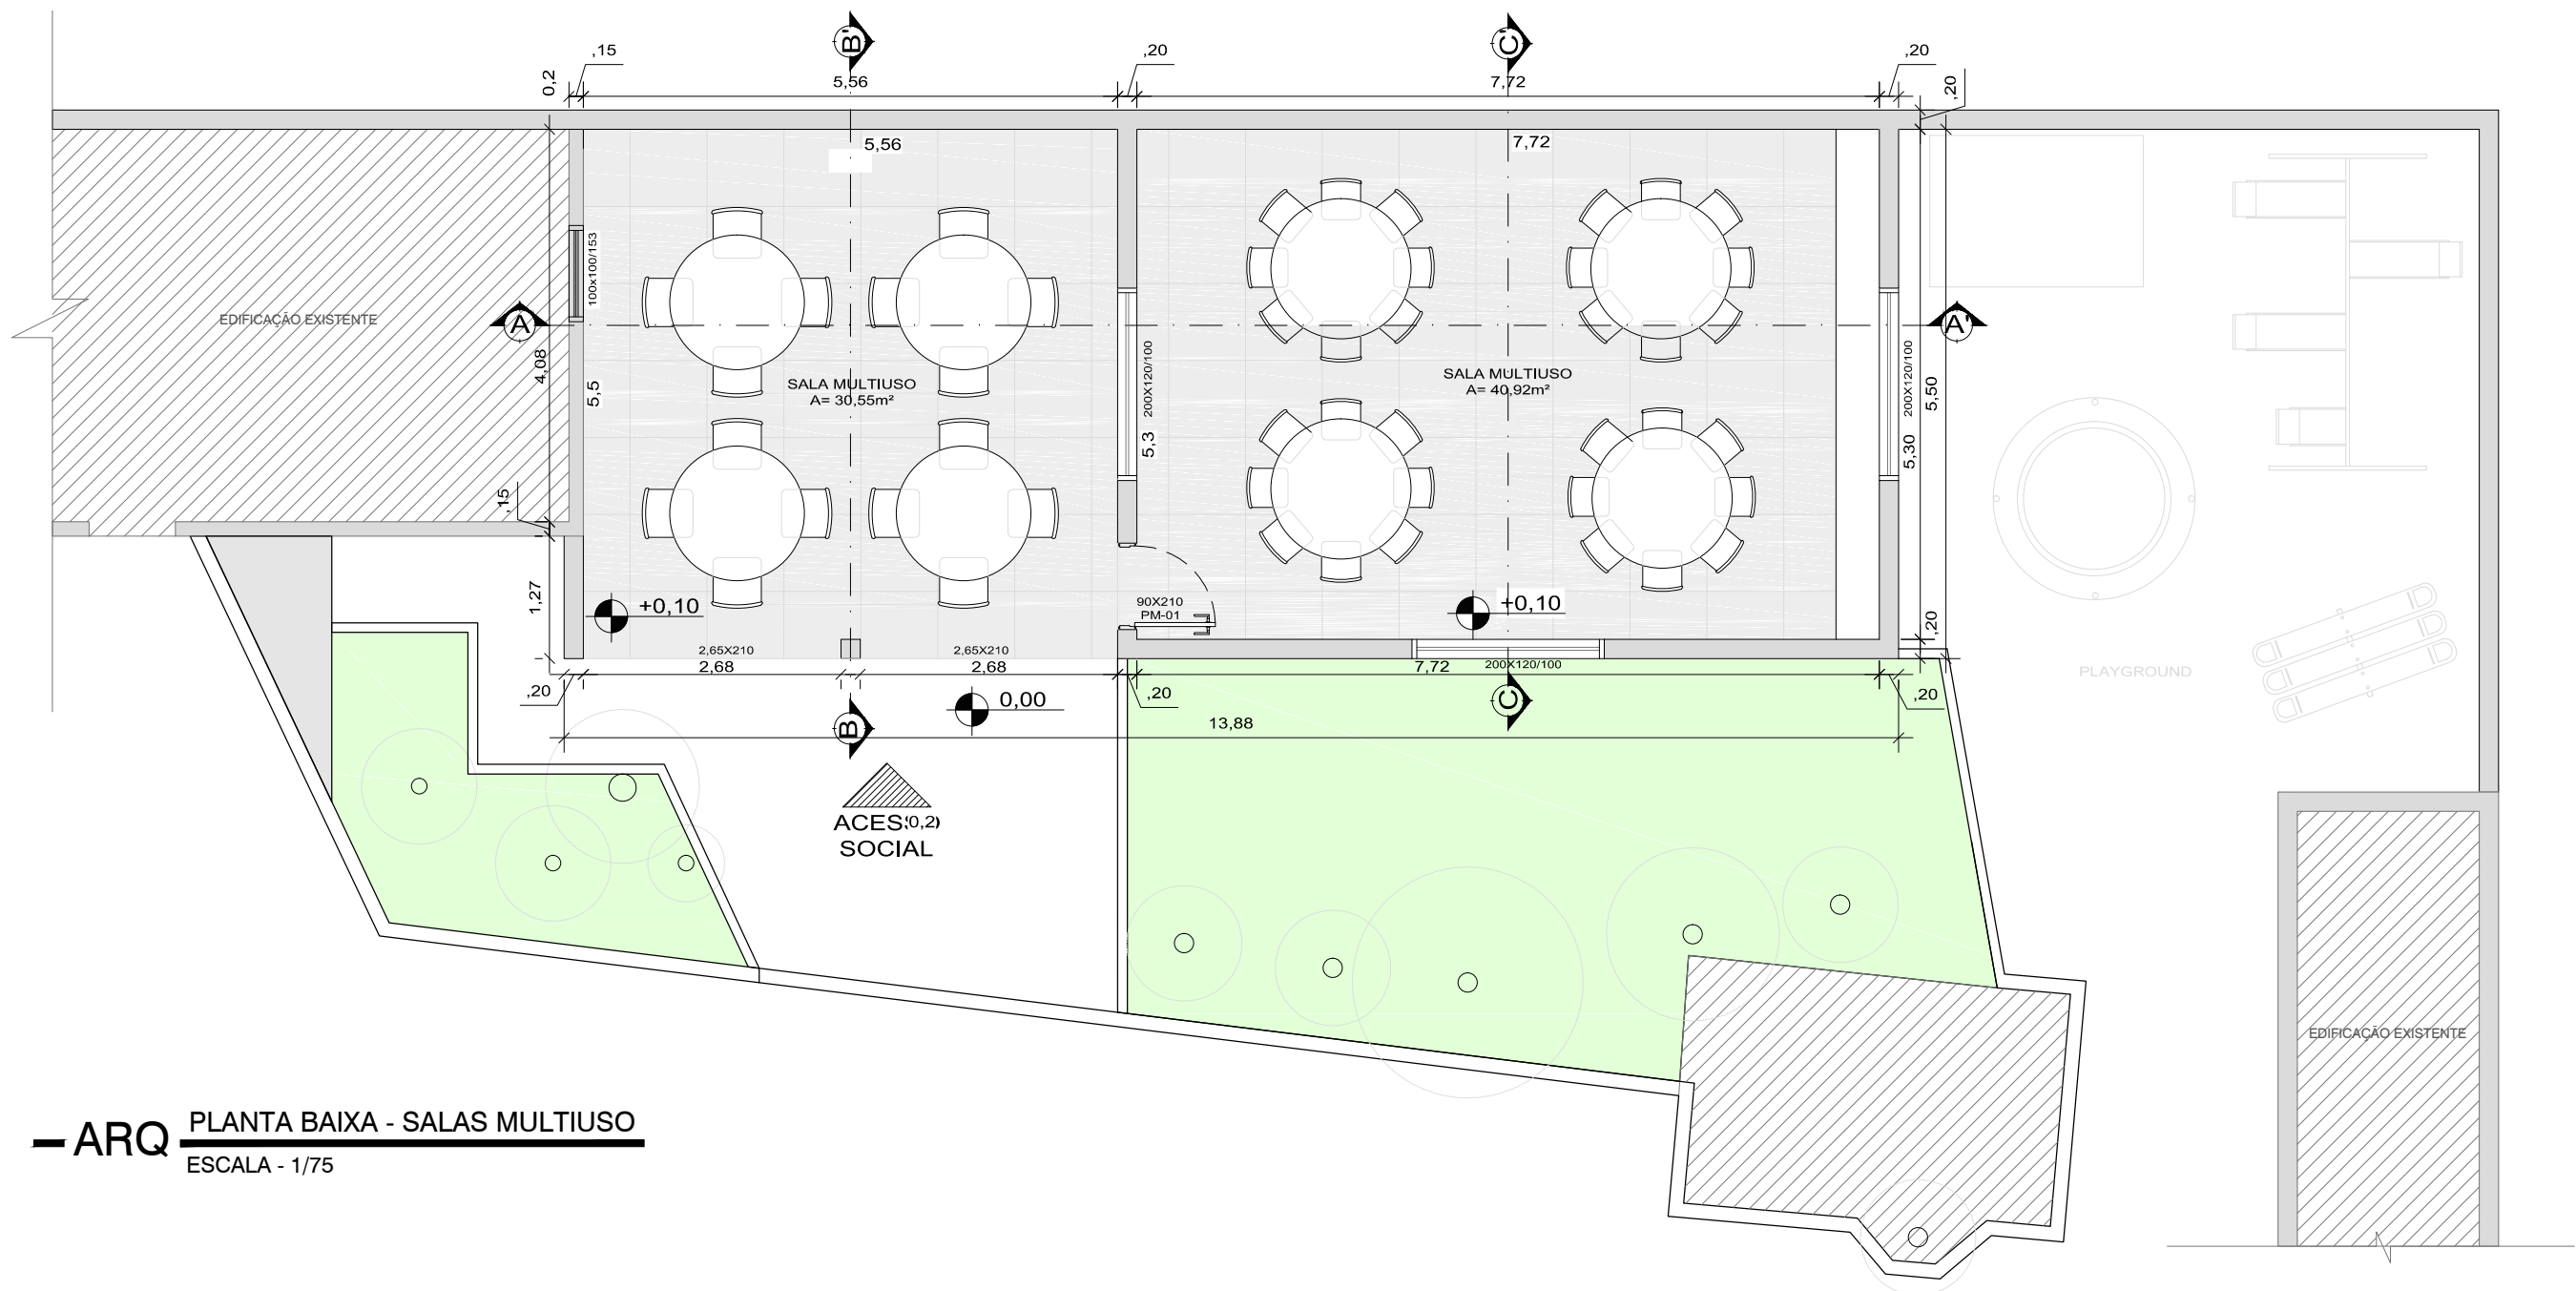 B'
C'
,15
,20
,20
0,2
5,56
7,72
,20
5,56
7,72
100x100/153
EDIFICAÇÃO EXISTENTE
A
A'
4,08
5,5
SALA MULTIUSO
A= 30,55m²
200X120/100
5,3
SALA MULTIUSO
A= 40,92m²
200X120/100
5,50
5,30
,15
1,27
+0,10
90X210
PM-01
+0,10
,20
2,65X210
2,65X210
2,68
2,68
7,72
200X120/100
PLAYGROUND
,20
0,00
,20
C
,20
B
13,88
ACES(0,2)
SOCIAL
EDIFICAÇÃO EXISTENTE
ARQ
PLANTA BAIXA - SALAS MULTIUSO
ESCALA - 1/75